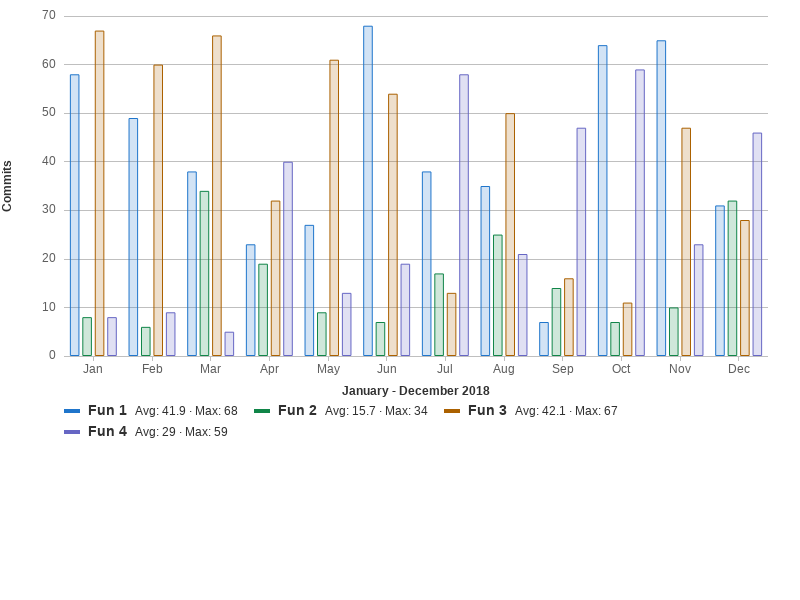 70
60
50
40
30
20
10
0
Commits
Jan Feb Mar Apr May Jun Jul Aug Sep Oct Nov Dec
January - December 2018
Fun 1 Avg: 41.9 · Max: 68 Fun 2 Avg: 15.7 · Max: 34 Fun 3 Avg: 42.1 · Max: 67
Fun 4 Avg: 29 · Max: 59